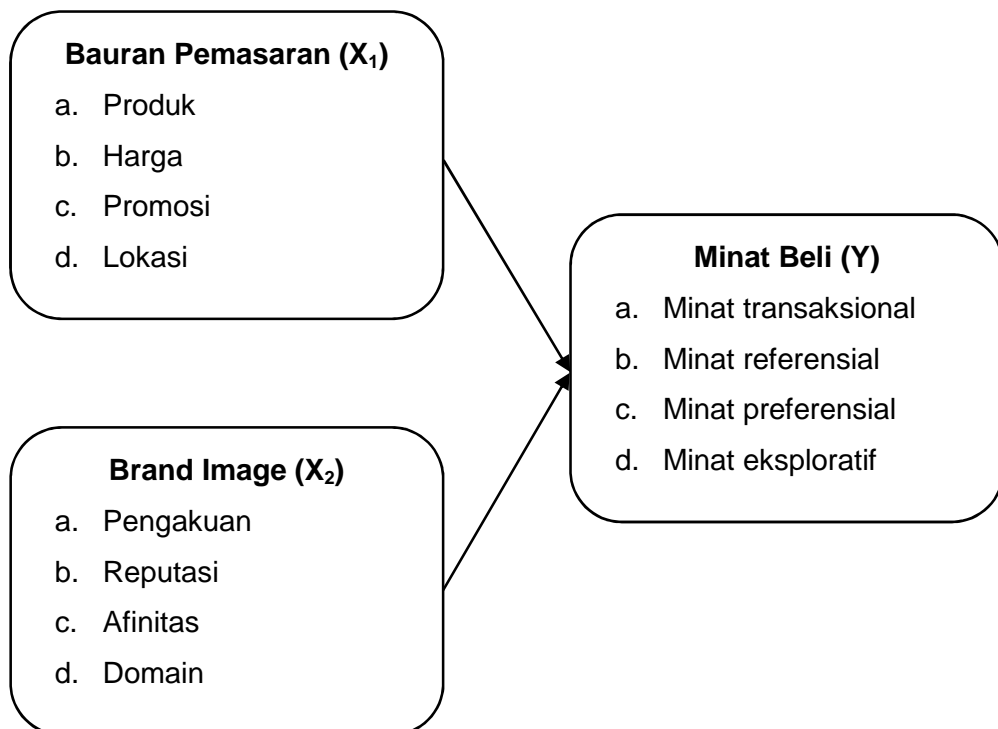 Bauran Pemasaran (X₁)
a. Produk
b. Harga
c. Promosi
d. Lokasi
Minat Beli (Y)
a. Minat transaksional
b. Minat referensial
c. Minat preferensial
d. Minat eksploratif
Brand Image (X₂)
a. Pengakuan
b. Reputasi
c. Afinitas
d. Domain